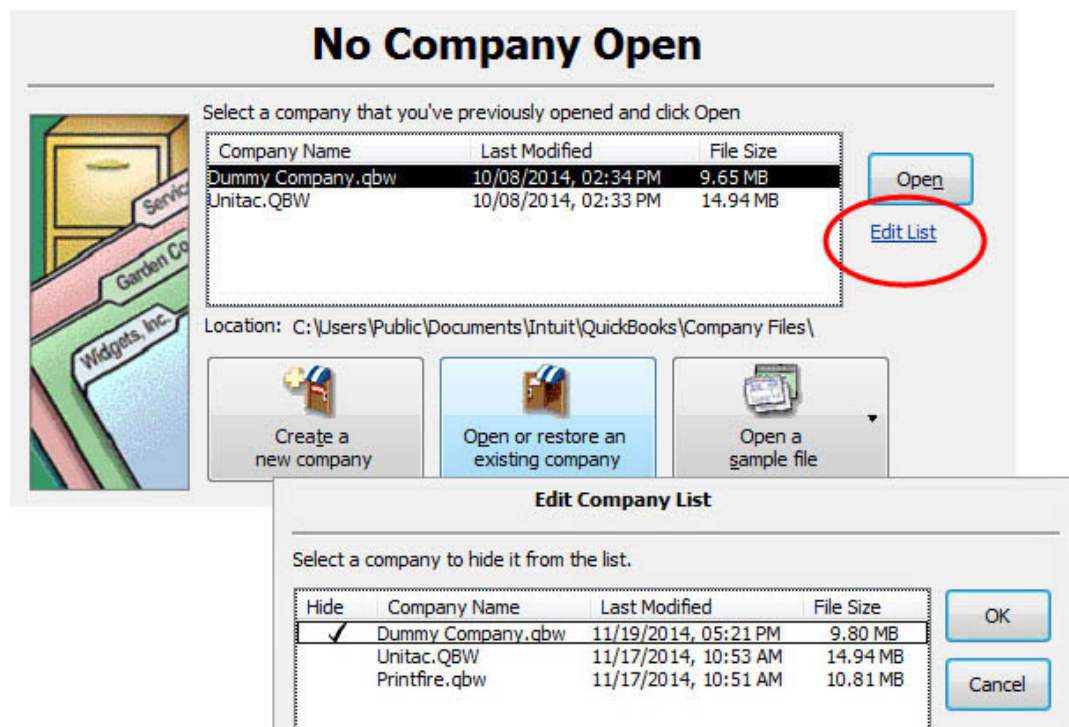 No Company Open
Select a company that you've previously opened and click Open
Company Name Last Modified File Size
Dummy Company.qbw 10/08/2014, 02:34 PM 9.65 MB
Unitac.QBW 10/08/2014, 02:33 PM 14.94 MB
Open
Edit List
Services
Garden Co
Widgets, Inc.
Location: C:\Users\Public\Documents\Intuit\QuickBooks\Company Files\
Create a
new company
Open or restore an
existing company
Open a
sample file
Edit Company List
Select a company to hide it from the list.
Hide Company Name Last Modified File Size
Dummy Company.qbw 11/19/2014, 05:21 PM 9.80 MB
Unitac.QBW 11/17/2014, 10:53 AM 14.94 MB
Printfire.qbw 11/17/2014, 10:51 AM 10.81 MB
OK
Cancel